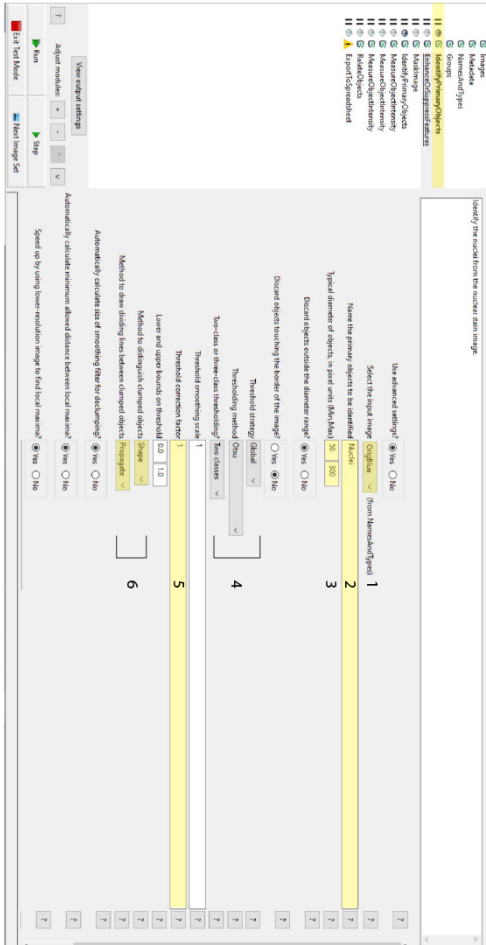 Images
Metadata
NamesAndTypes
Groups
IdentifyPrimaryObjects
EnhanceOrSuppressFeatures
MaskImage
IdentifyPrimaryObjects
MeasureObjectIntensity
MeasureObjectIntensity
MeasureObjectIntensity
RelateObjects
ExportToSpreadsheet
View output settings
? Adjust modules: + - ^ v
Run Step
Exit Test Mode Next Image Set
Identify the nuclei from the nuclear stain image.
Use advanced settings? Yes No ?
Select the input image OrigBlue (from NamesAndTypes) 1 ?
Name the primary objects to be identified Nuclei 2 ?
Typical diameter of objects, in pixel units (Min,Max) 50 300 3 ?
Discard objects outside the diameter range? Yes No ?
Discard objects touching the border of the image? Yes No ?
Threshold strategy Global ?
Thresholding method Otsu 4 ?
Two-class or three-class thresholding? Two classes ?
Threshold smoothing scale 1 ?
Threshold correction factor 1 5 ?
Lower and upper bounds on threshold 0.0 1.0 ?
Method to distinguish clumped objects Shape 6 ?
Method to draw dividing lines between clumped objects Propagate ?
Automatically calculate size of smoothing filter for declumping? Yes No ?
Automatically calculate minimum allowed distance between local maxima? Yes No ?
Speed up by using lower-resolution image to find local maxima? Yes No ?